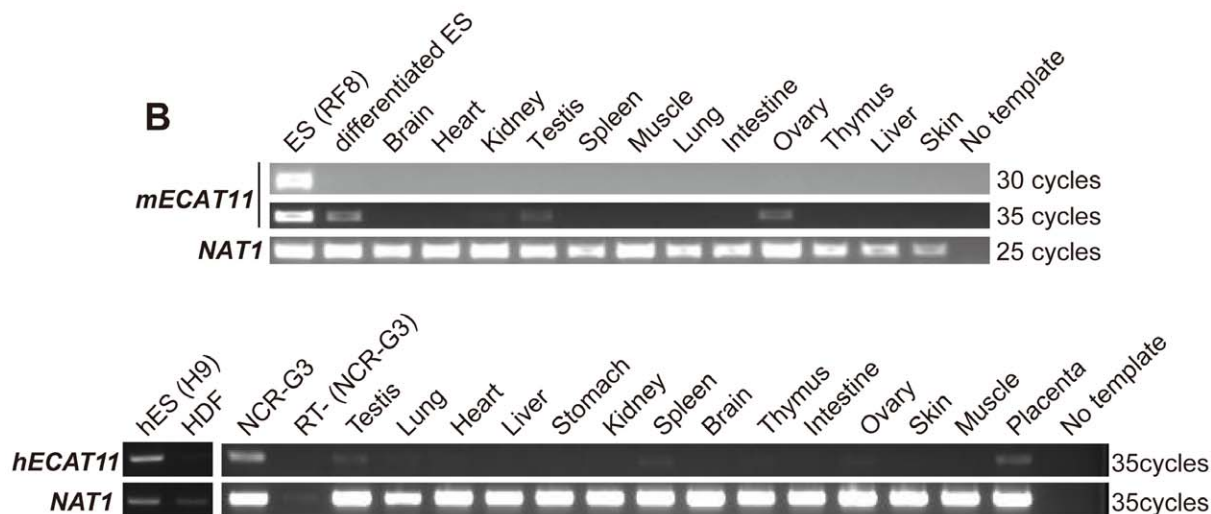 B
ES (RF8)
differentiated ES
Brain
Heart
Kidney
Testis
Spleen
Muscle
Lung
Intestine
Ovary
Thymus
Liver
Skin
No template
mECAT11
30 cycles
35 cycles
NAT1
25 cycles
hES (H9)
HDF
NCR-G3
RT- (NCR-G3)
Testis
Lung
Heart
Liver
Stomach
Kidney
Spleen
Brain
Thymus
Intestine
Ovary
Skin
Muscle
Placenta
No template
hECAT11
35cycles
NAT1
35cycles